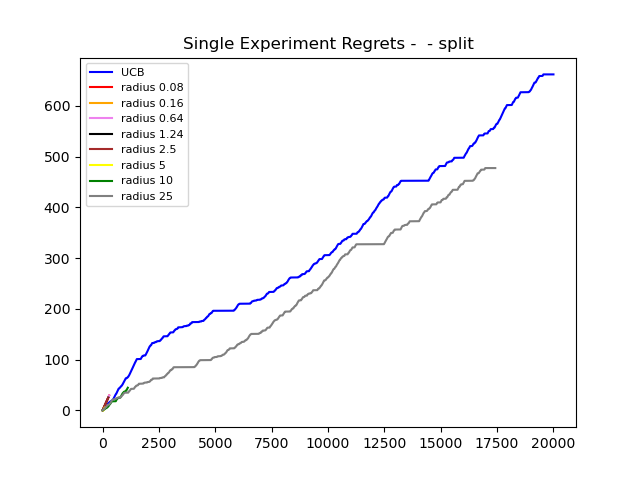 Single Experiment Regrets -  - split
UCB
radius 0.08
radius 0.16
radius 0.64
radius 1.24
radius 2.5
radius 5
radius 10
radius 25
600
500
400
300
200
100
0
0 2500 5000 7500 10000 12500 15000 17500 20000